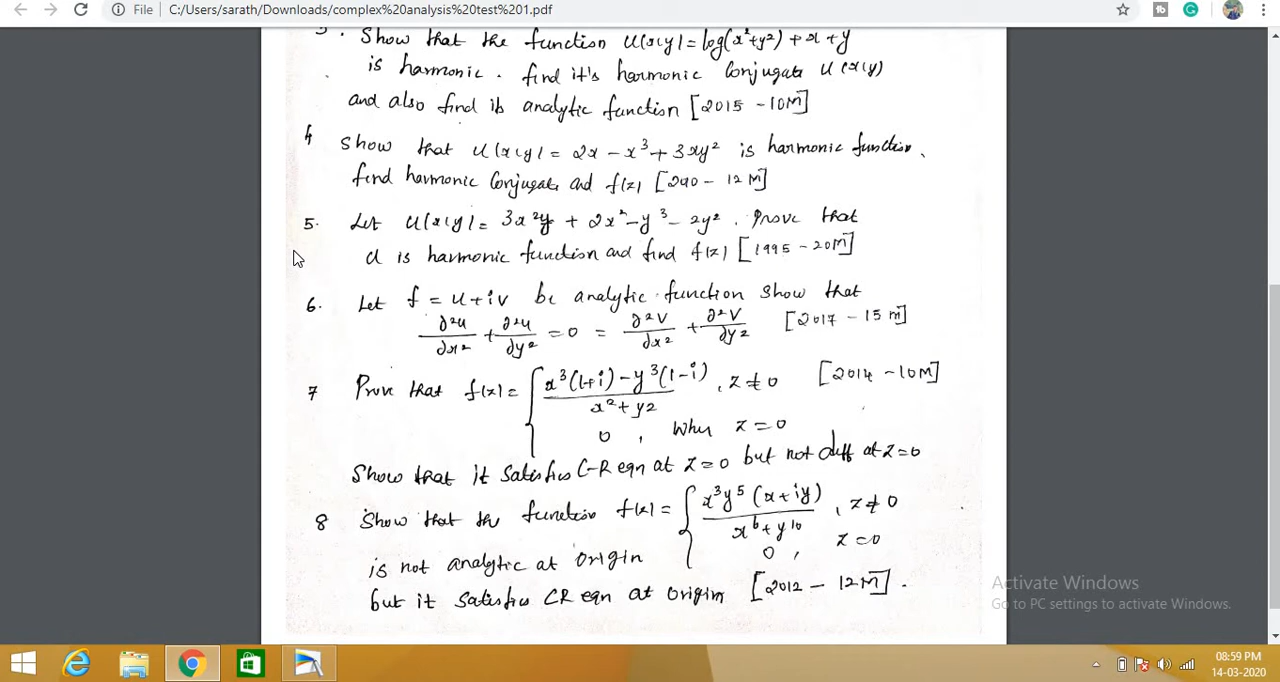 File | C:/Users/sarath/Downloads/complex%20analysis%20test%201.pdf
3. Show that the function u(x,y) = log(x²+y²) + x + y
is harmonic. find it's harmonic Conjugate u(x,y)
and also find its analytic function [2015 - 10M]
4 Show that u(x,y) = 2x - x³ + 3xy² is harmonic function,
find harmonic Conjugate and f(z) - 12M]
5. Let u(x,y) = 3x²y + 2x² - y³ - 2y². Prove that
u is harmonic function and find f(z) [1995 - 20M]
6. Let f = u + iv be analytic function show that
∂²u/∂x² + ∂²u/∂y² = 0 = ∂²V/∂x² + ∂²V/∂y² [2017 - 15m]
7 Prove that f(z) = { x³(1+i) - y³(1-i) / x² + y² , z ≠ 0 [2014 - 10M]
0 , when z = 0
Show that it satisfies C-R eqn at z = 0 but not diff at z = 0
8 Show that the function f(z) = { x³y⁵ (x + iy) / x⁶ + y¹⁰ , z ≠ 0
0 , z = 0
is not analytic at origin
but it satisfies CR eqn at origin [2012 - 12M].
Activate Windows
Go to PC settings to activate Windows.
08:59 PM
14-03-2020